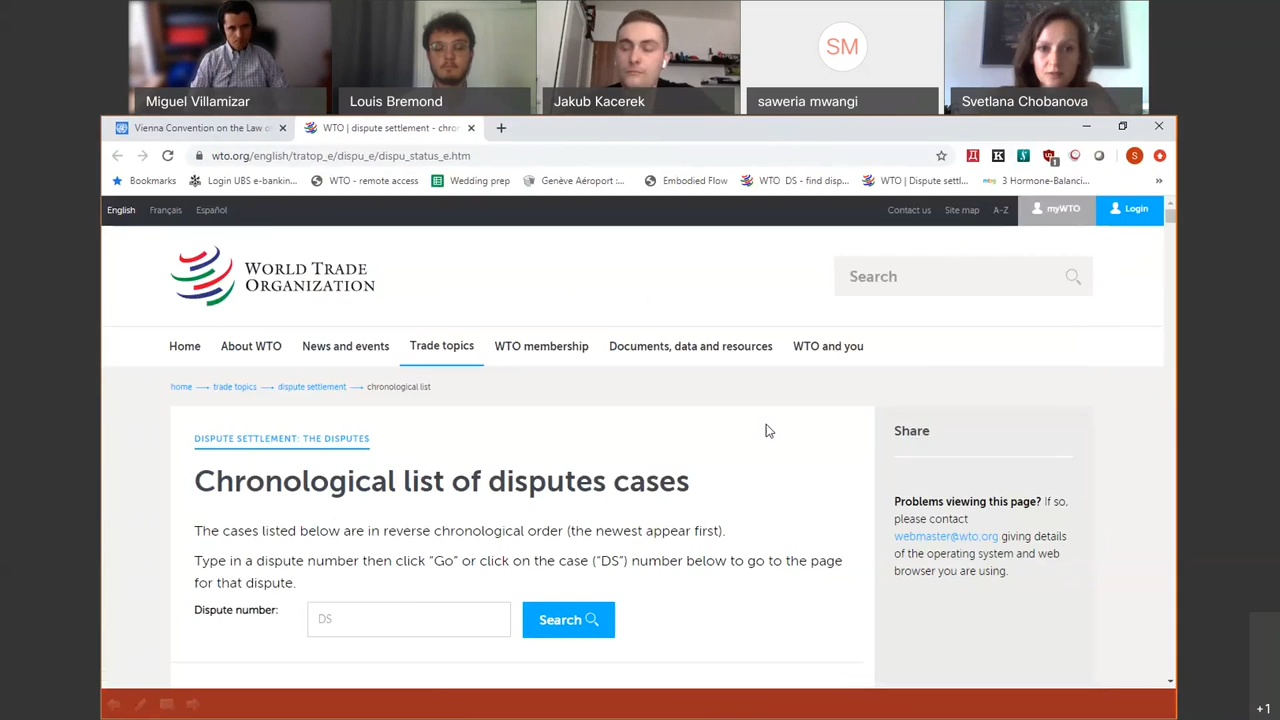 SM
Miguel Villamizar
Louis Bremond
Jakub Kacerek
saweria mwangi
Svetlana Chobanova
Vienna Convention on the Law o
WTO | dispute settlement - chro
wto.org/english/tratop_e/dispu_e/dispu_status_e.htm
Bookmarks
Login UBS e-bankin...
WTO - remote access
Wedding prep
Genève Aéroport :...
Embodied Flow
WTO DS - find disp...
WTO | Dispute settl...
3 Hormone-Balanci...
»
English
Français
Español
Contact us
Site map
A-Z
myWTO
Login
WORLD TRADE
ORGANIZATION
Search
Home
About WTO
News and events
Trade topics
WTO membership
Documents, data and resources
WTO and you
home → trade topics → dispute settlement → chronological list
DISPUTE SETTLEMENT: THE DISPUTES
Chronological list of disputes cases
The cases listed below are in reverse chronological order (the newest appear first).
Type in a dispute number then click “Go” or click on the case (“DS”) number below to go to the page
for that dispute.
Dispute number:
DS
Search
Share
Problems viewing this page? If so,
please contact
webmaster@wto.org giving details
of the operating system and web
browser you are using.
+1